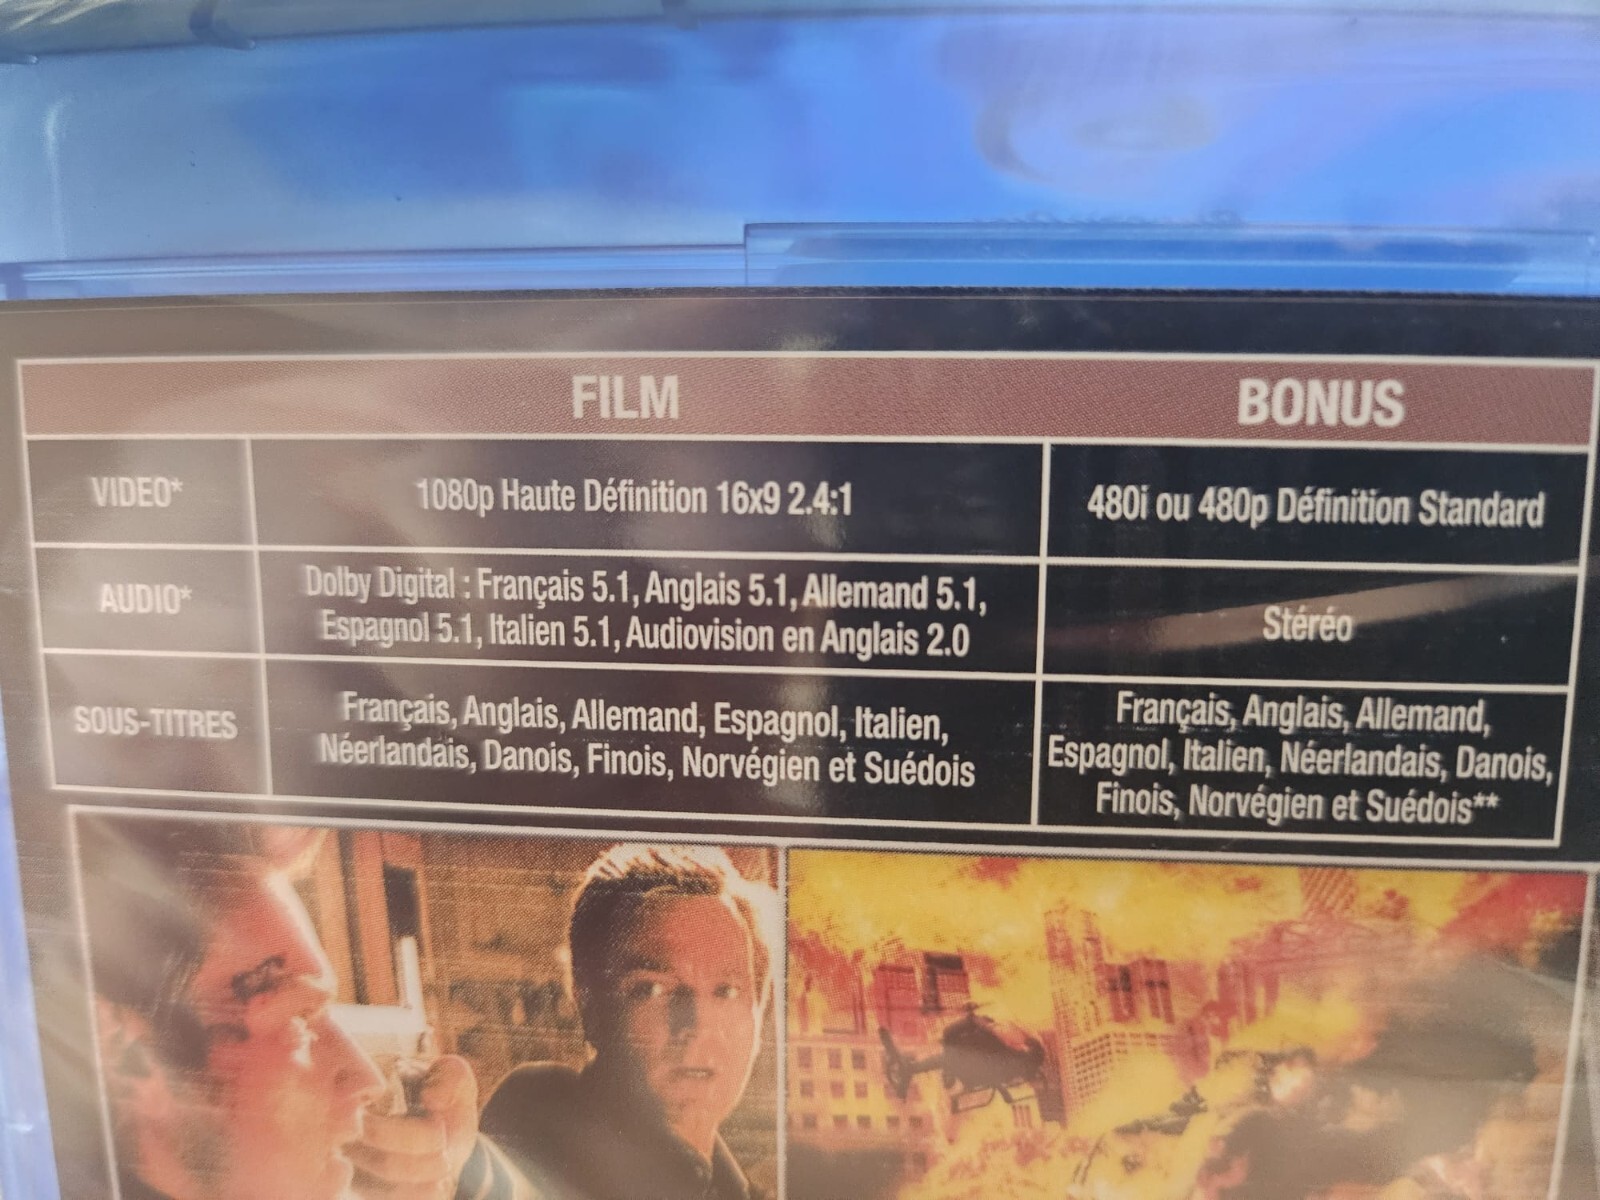 FILM BONUS
VIDEO* 1080p Haute Définition 16x9 2.4:1 480i ou 480p Définition Standard
AUDIO* Dolby Digital : Français 5.1, Anglais 5.1, Allemand 5.1,
Espagnol 5.1, Italien 5.1, Audiovision en Anglais 2.0
Stéréo
SOUS-TITRES Français, Anglais, Allemand, Espagnol, Italien,
Néerlandais, Danois, Finois, Norvégien et Suédois
Français, Anglais, Allemand,
Espagnol, Italien, Néerlandais, Danois,
Finois, Norvégien et Suédois**